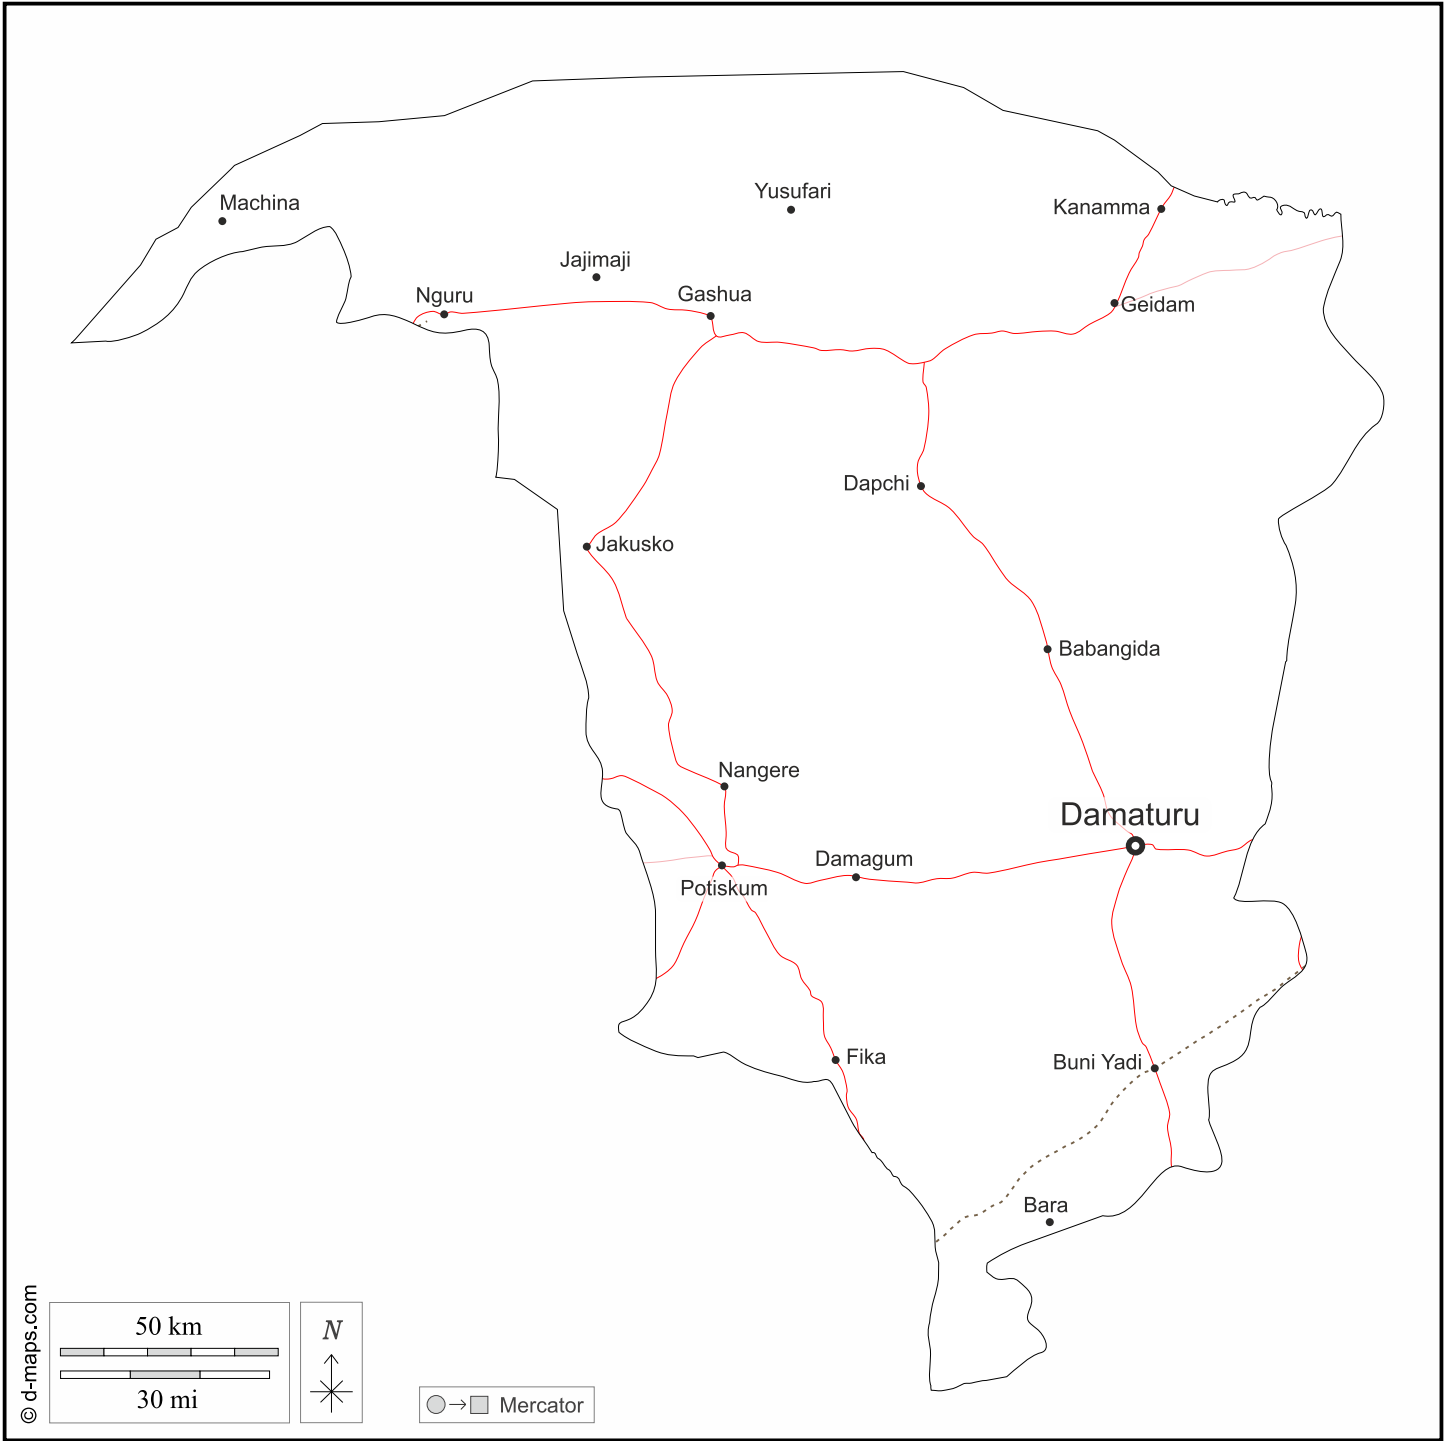 Machina
Yusufari
Kanamma
Jajimaji
Nguru
Gashua
Geidam
Dapchi
Jakusko
Babangida
Nangere
Damaturu
Damagum
Potiskum
Fika
Buni Yadi
Bara
© d-maps.com
50 km
30 mi
N
Mercator